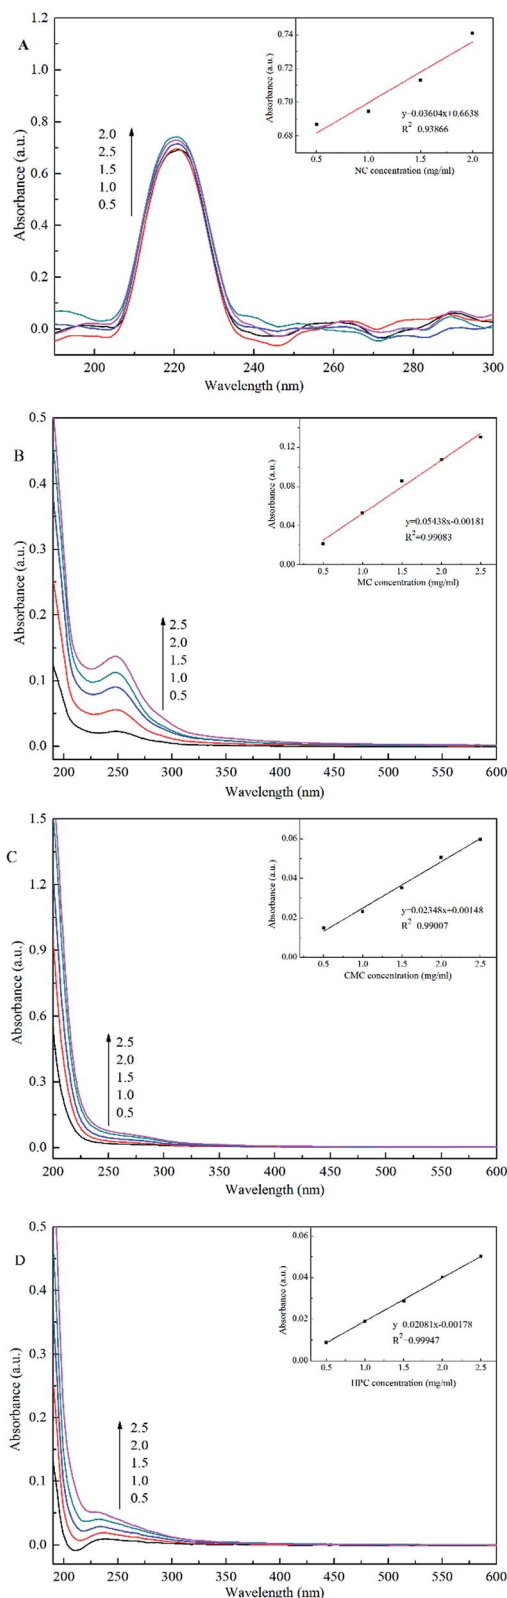 A
1.2
1.0
0.8
0.6
0.4
0.2
0.0
Absorbance (a.u.)
2.0
2.5
1.5
1.0
0.5
200 220 240 260 280 300
Wavelength (nm)
0.74
0.72
0.70
0.68
Absorbance (a.u.)
y=0.03604x+0.6638
R2 0.93866
0.5 1.0 1.5 2.0
NC concentration (mg/ml)
B
0.5
0.4
0.3
0.2
0.1
0.0
Absorbance (a.u.)
2.5
2.0
1.5
1.0
0.5
200 250 300 350 400 450 500 550 600
Wavelength (nm)
0.12
0.08
0.04
0.00
Absorbance (a.u.)
y=0.05438x-0.00181
R2=0.99083
0.5 1.0 1.5 2.0 2.5
MC concentration (mg/ml)
C
1.5
1.2
0.9
0.6
0.3
0.0
Absorbance (a.u.)
2.5
2.0
1.5
1.0
0.5
200 250 300 350 400 450 500 550 600
Wavelength (nm)
0.06
0.04
0.02
0.00
Absorbance (a.u.)
y=0.02348x+0.00148
R2 0.99007
0.5 1.0 1.5 2.0 2.5
CMC concentration (mg/ml)
D
0.5
0.4
0.3
0.2
0.1
0.0
Absorbance (a.u.)
2.5
2.0
1.5
1.0
0.5
200 250 300 350 400 450 500 550 600
Wavelength (nm)
0.06
0.04
0.02
0.00
Absorbance (a.u.)
y 0.02081x-0.00178
R2=0.99947
0.5 1.0 1.5 2.0 2.5
HPC concentration (mg/ml)